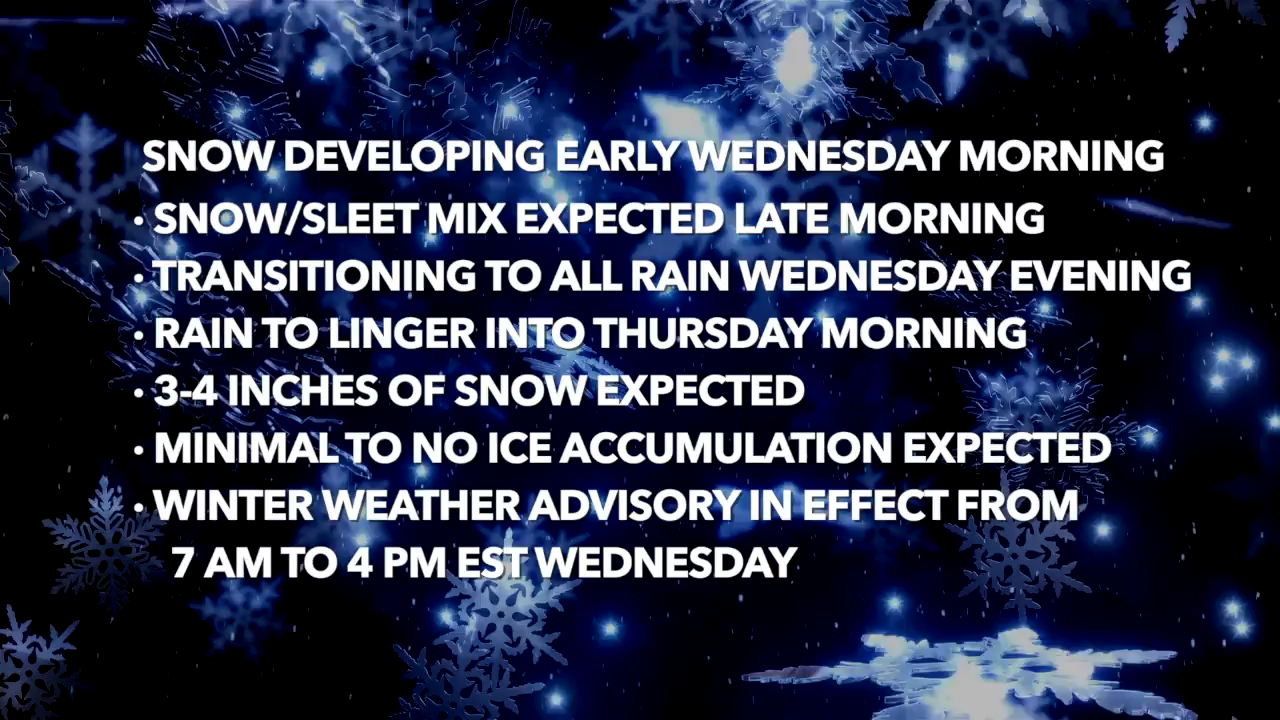 SNOW DEVELOPING EARLY WEDNESDAY MORNING
• SNOW/SLEET MIX EXPECTED LATE MORNING
• TRANSITIONING TO ALL RAIN WEDNESDAY EVENING
• RAIN TO LINGER INTO THURSDAY MORNING
• 3-4 INCHES OF SNOW EXPECTED
• MINIMAL TO NO ICE ACCUMULATION EXPECTED
• WINTER WEATHER ADVISORY IN EFFECT FROM
7 AM TO 4 PM EST WEDNESDAY